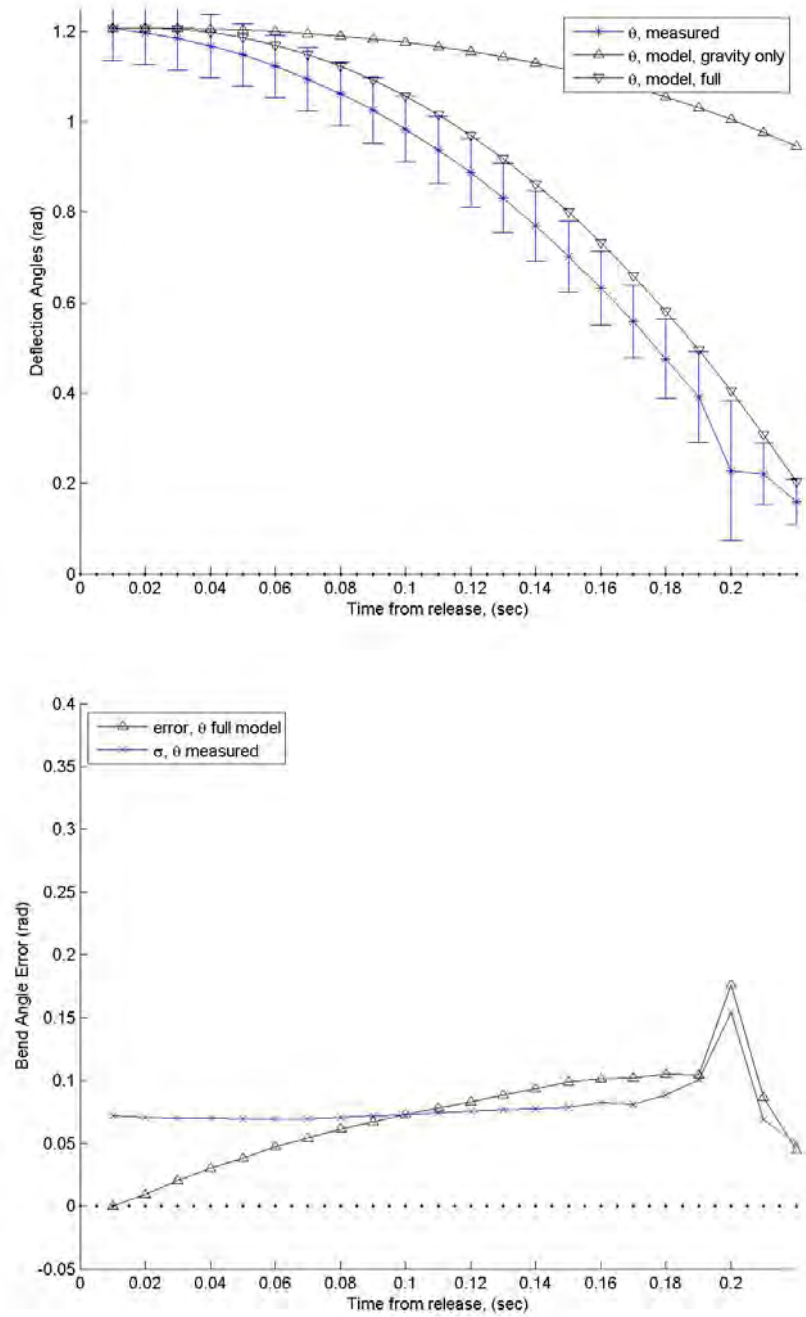 1.2
1
0.8
0.6
0.4
0.2
0
Deflection Angles (rad)
θ, measured
θ, model, gravity only
θ, model, full
0.02 0.04 0.06 0.08 0.1 0.12 0.14 0.16 0.18 0.2
Time from release, (sec)
0.4
0.35
0.3
0.25
0.2
0.15
0.1
0.05
0
-0.05
Bend Angle Error (rad)
error, θ full model
σ, θ measured
0 0.02 0.04 0.06 0.08 0.1 0.12 0.14 0.16 0.18 0.2
Time from release, (sec)